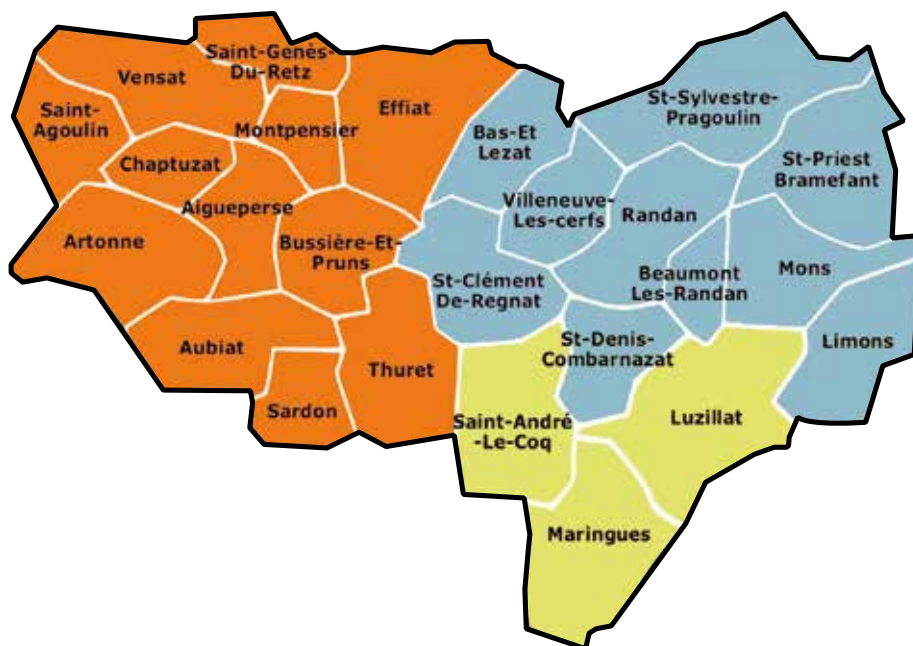 Saint-Genès-
Du-Retz
Vensat
Effiat
Saint-
Agoulin
Montpensier
Chaptuzat
Aigueperse
Artonne
Bussière-Et-
Pruns
Aubiat
Thuret
Sardon
Bas-Et
Lezat
St-Sylvestre-
Pragoulin
St-Priest
Bramefant
Villeneuve-
Les-cerfs
Randan
St-Clément
De-Regnat
Beaumont
Les-Randan
Mons
St-Denis-
Combarnazat
Limons
Saint-André
-Le-Coq
Luzillat
Maringues